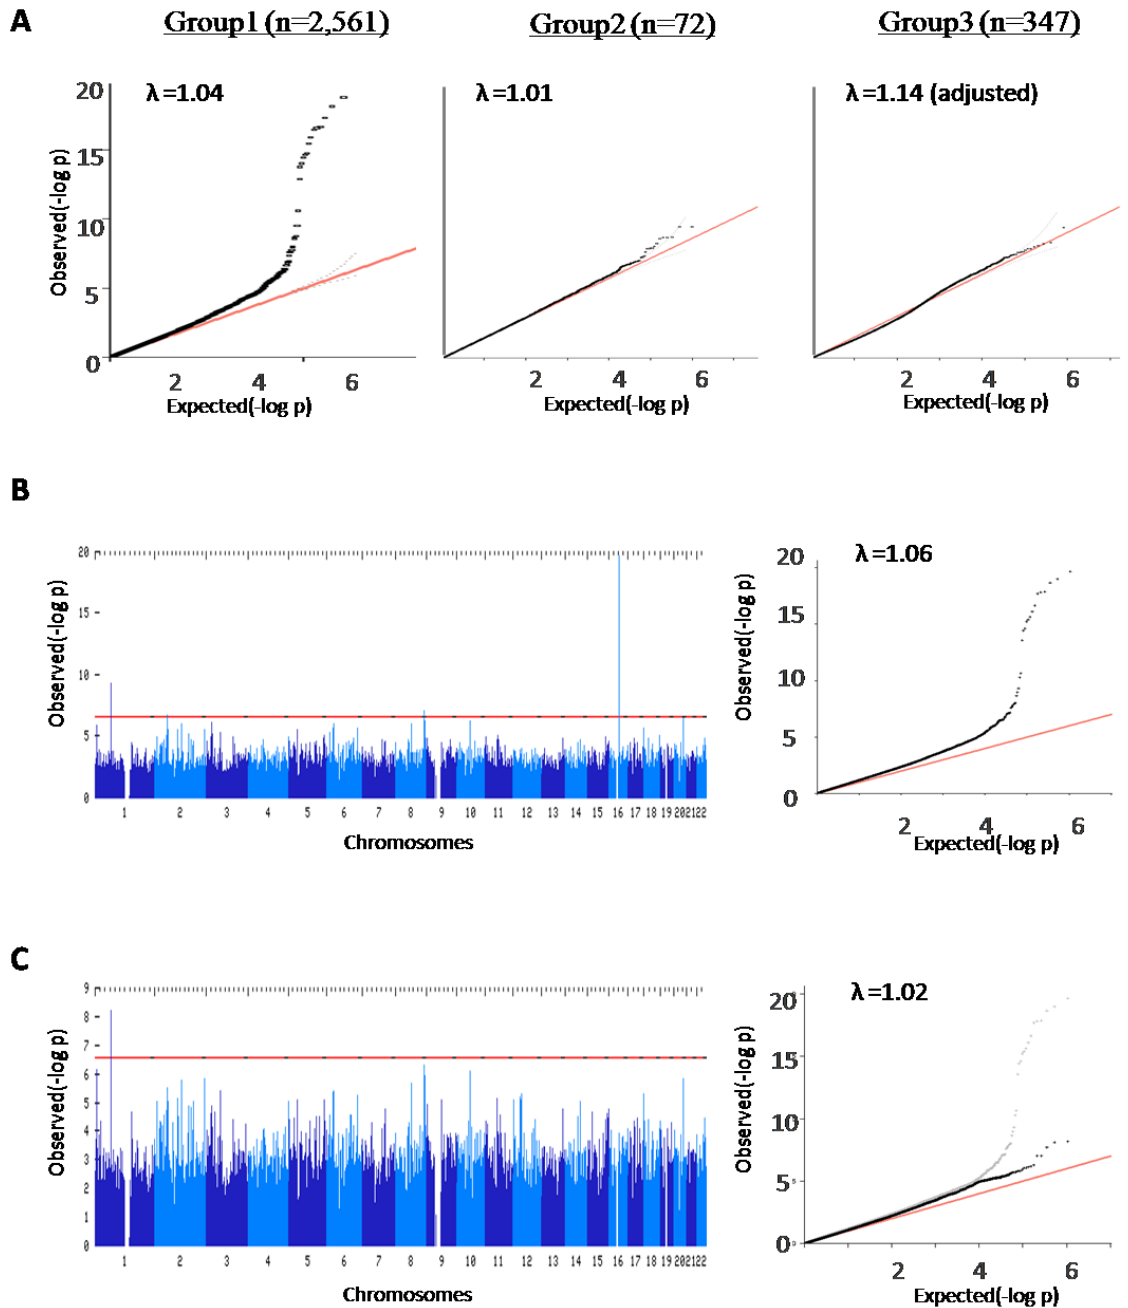 A
Group1 (n=2,561)
Group2 (n=72)
Group3 (n=347)
λ=1.04
λ=1.01
λ=1.14 (adjusted)
Observed(-log p)
20
15
10
5
0
2 4 6
Expected(-log p)
2 4 6
Expected(-log p)
2 4 6
Expected(-log p)
B
Observed(-log p)
20
15
10
5
0
1 2 3 4 5 6 7 8 9 10 11 12 13 14 15 16 17 18 19 202122
Chromosomes
λ=1.06
Observed(-log p)
20
15
10
5
0
2 4 6
Expected(-log p)
C
Observed(-log p)
9
8
7
6
5
4
3
2
1
0
1 2 3 4 5 6 7 8 9 10 11 12 13 14 15 16 17 18 19 202122
Chromosomes
λ=1.02
Observed(-log p)
20
15
10
5
0
2 4 6
Expected(-log p)